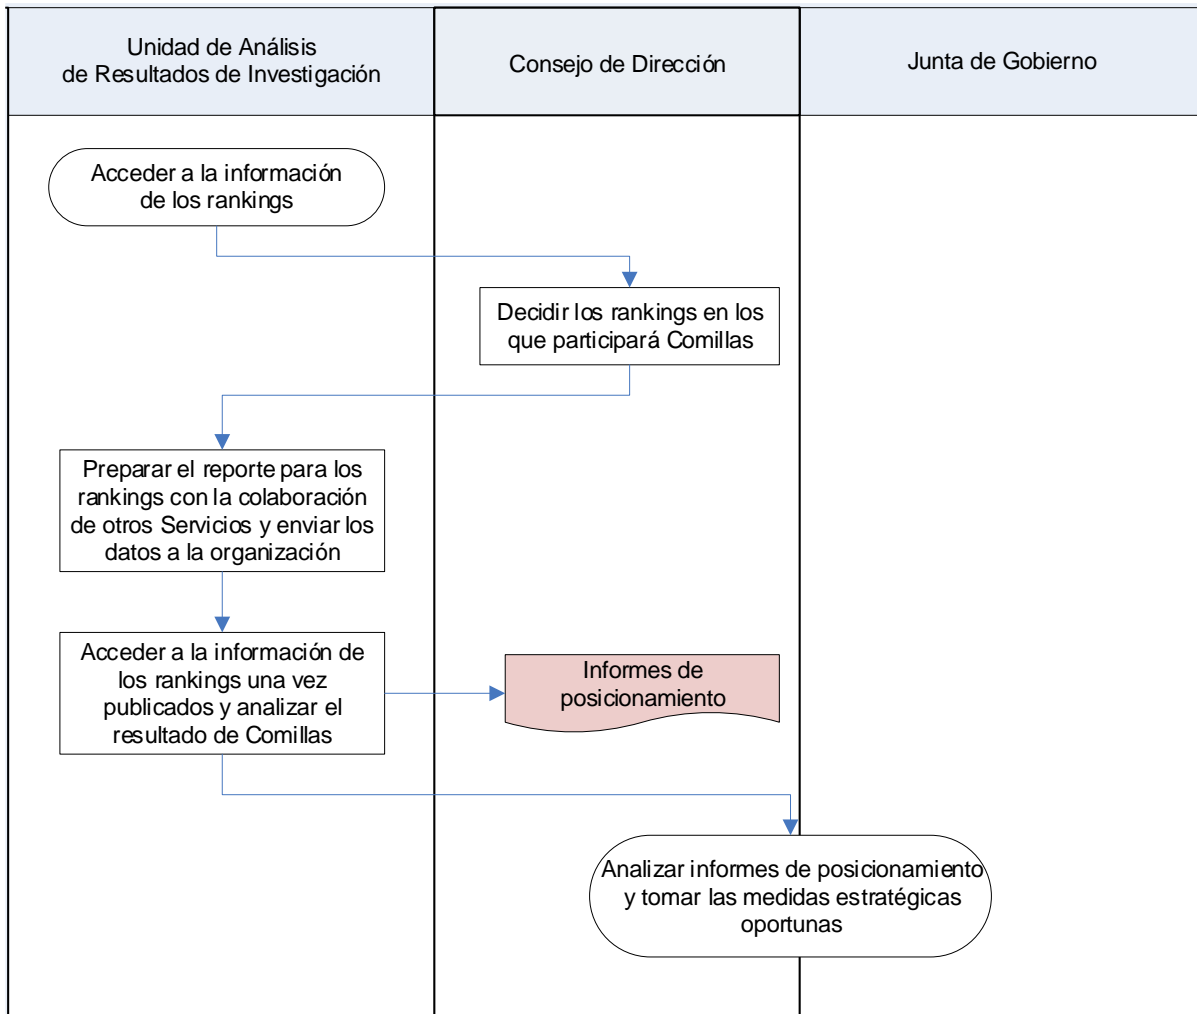 Unidad de Análisis
de Resultados de Investigación
Consejo de Dirección
Junta de Gobierno
Acceder a la información
de los rankings
Decidir los rankings en los
que participará Comillas
Preparar el reporte para los
rankings con la colaboración
de otros Servicios y enviar los
datos a la organización
Acceder a la información de
los rankings una vez
publicados y analizar el
resultado de Comillas
Informes de
posicionamiento
Analizar informes de posicionamiento
y tomar las medidas estratégicas
oportunas